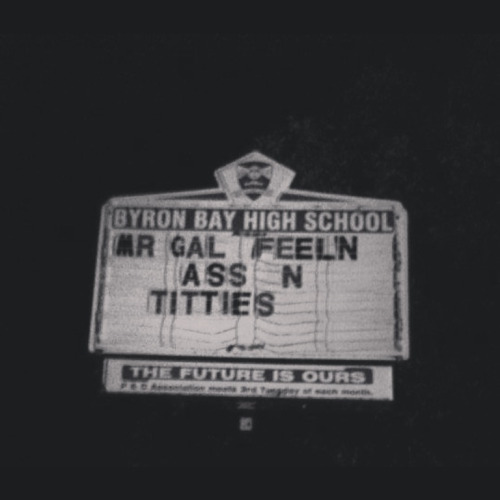 BYRON BAY HIGH SCHOOL
MR GAL FEELN
ASS N
TITTIES
THE FUTURE IS OURS
P & C Association meets 3rd Tuesday of each month.